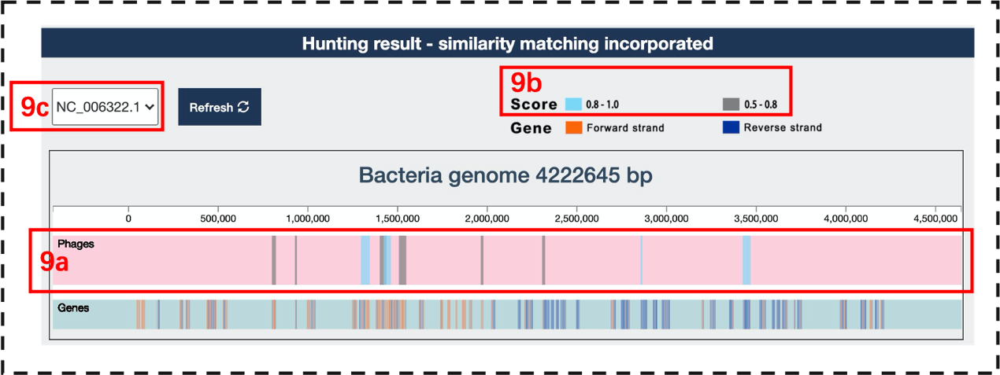 Hunting result - similarity matching incorporated
9b
9c NC_006322.1 Refresh
Score 0.8 - 1.0 0.5 - 0.8
Gene Forward strand Reverse strand
Bacteria genome 4222645 bp
0 500,000 1,000,000 1,500,000 2,000,000 2,500,000 3,000,000 3,500,000 4,000,000 4,500,000
Phages
9a
Genes